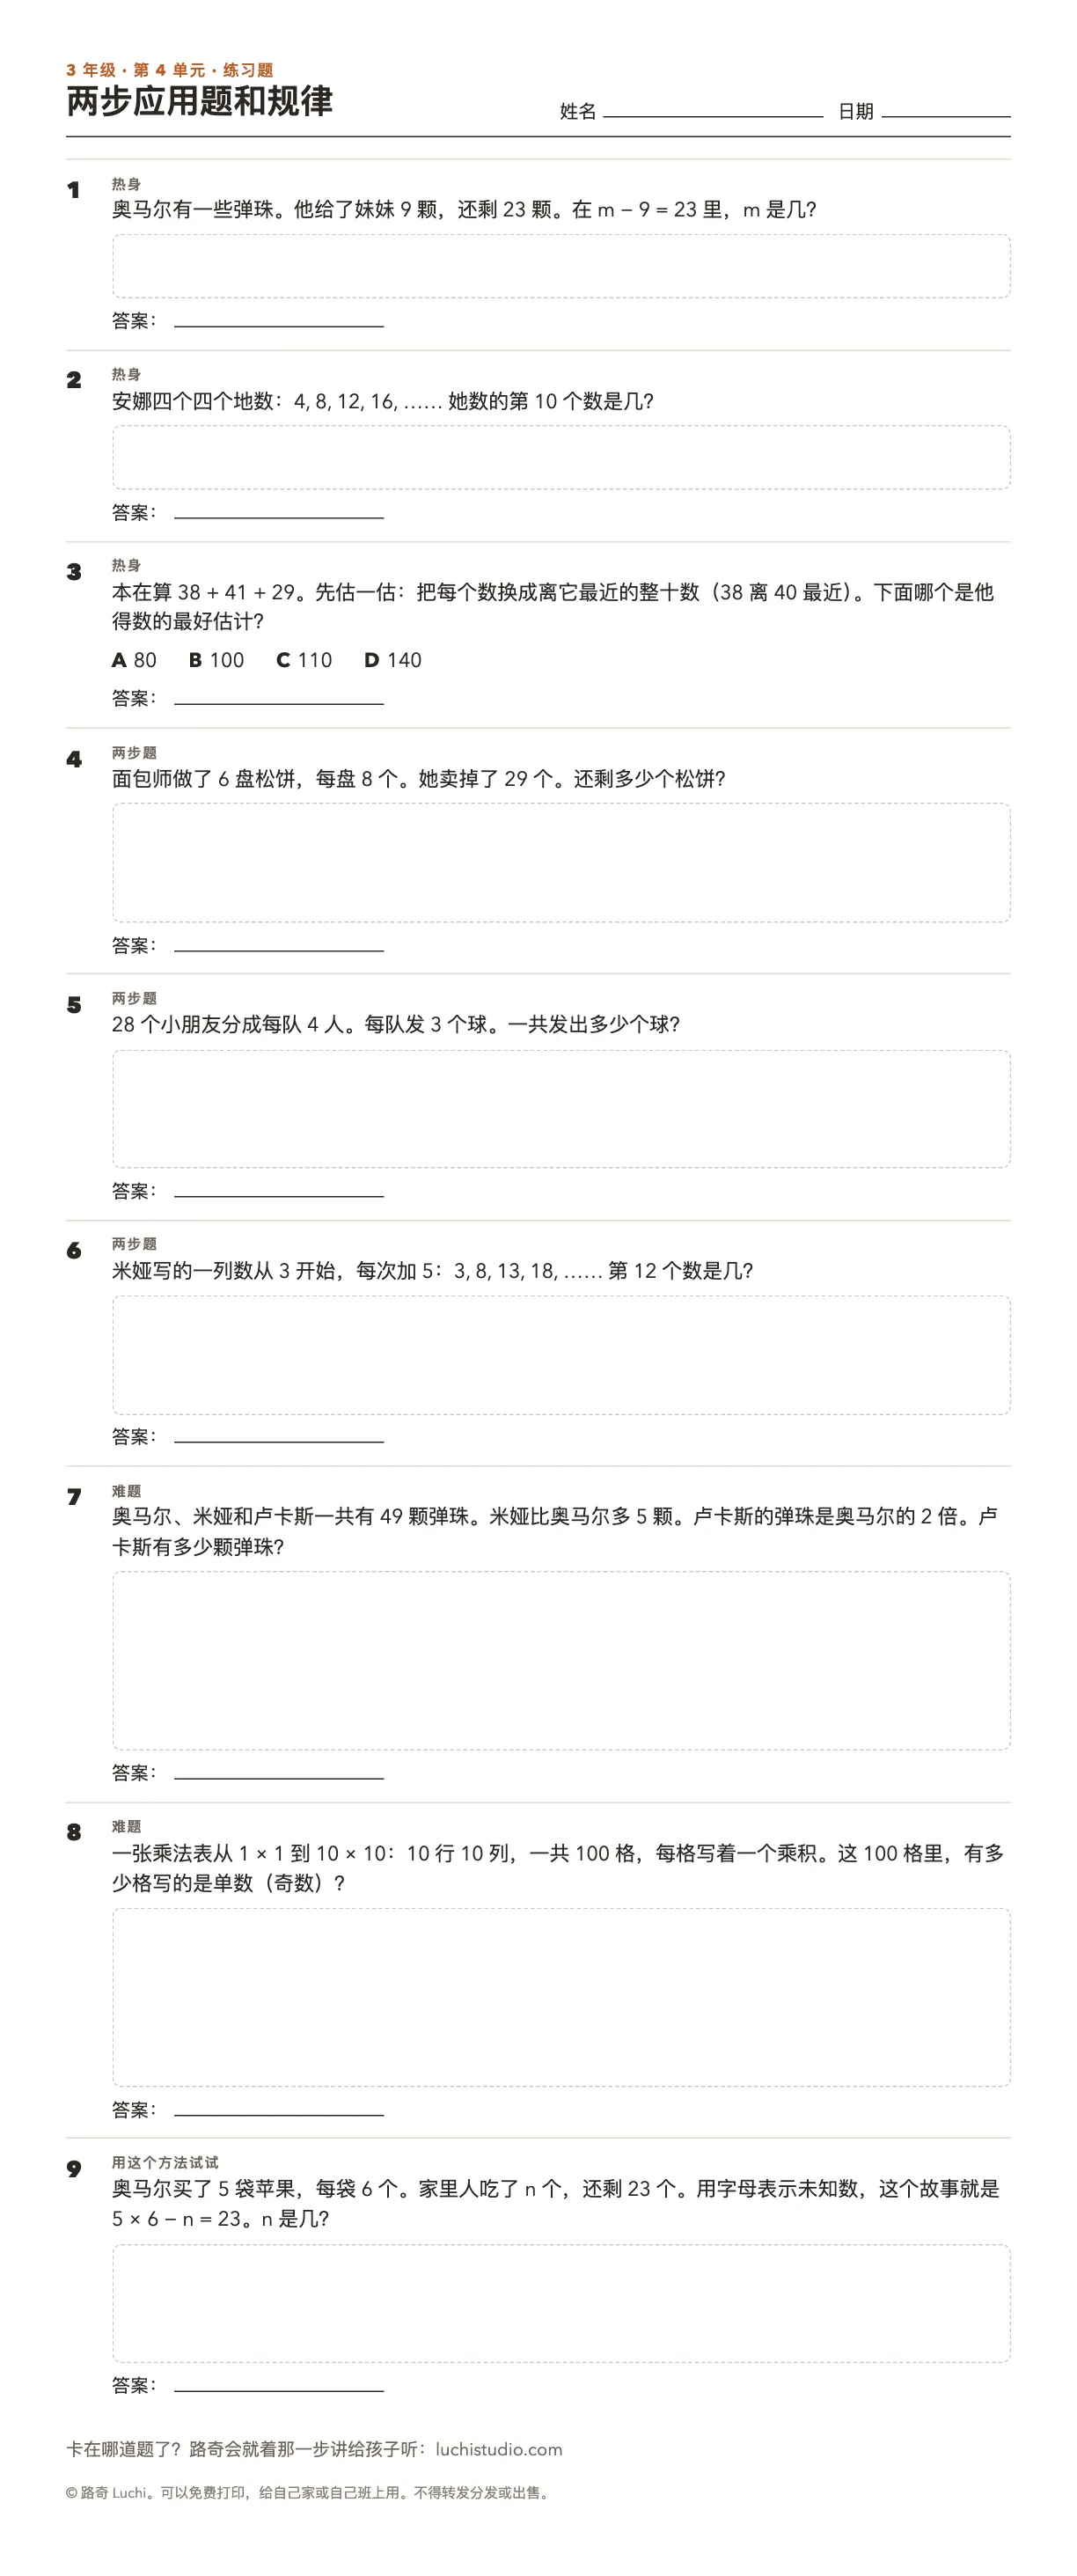 3 年级 · 第 4 单元 · 练习题
两步应用题和规律
姓名 日期
1
热身
奥马尔有一些弹珠。他给了妹妹 9 颗，还剩 23 颗。在 m − 9 = 23 里，m 是几？
答案：
2
热身
安娜四个四个地数：4, 8, 12, 16, …… 她数的第 10 个数是几？
答案：
3
热身
本在算 38 + 41 + 29。先估一估：把每个数换成离它最近的整十数（38 离 40 最近）。下面哪个是他
得数的最好估计？
A 80 B 100 C 110 D 140
答案：
4
两步题
面包师做了 6 盘松饼，每盘 8 个。她卖掉了 29 个。还剩多少个松饼？
答案：
5
两步题
28 个小朋友分成每队 4 人。每队发 3 个球。一共发出多少个球？
答案：
6
两步题
米娅写的一列数从 3 开始，每次加 5：3, 8, 13, 18, …… 第 12 个数是几？
答案：
7
难题
奥马尔、米娅和卢卡斯一共有 49 颗弹珠。米娅比奥马尔多 5 颗。卢卡斯的弹珠是奥马尔的 2 倍。卢
卡斯有多少颗弹珠？
答案：
8
难题
一张乘法表从 1 × 1 到 10 × 10：10 行 10 列，一共 100 格，每格写着一个乘积。这 100 格里，有多
少格写的是单数（奇数）？
答案：
9
用这个方法试试
奥马尔买了 5 袋苹果，每袋 6 个。家里人吃了 n 个，还剩 23 个。用字母表示未知数，这个故事就是
5 × 6 − n = 23。n 是几？
答案：
卡在哪道题了？路奇会就着那一步讲给孩子听：luchistudio.com
© 路奇 Luchi。可以免费打印，给自己家或自己班上用。不得转发分发或出售。